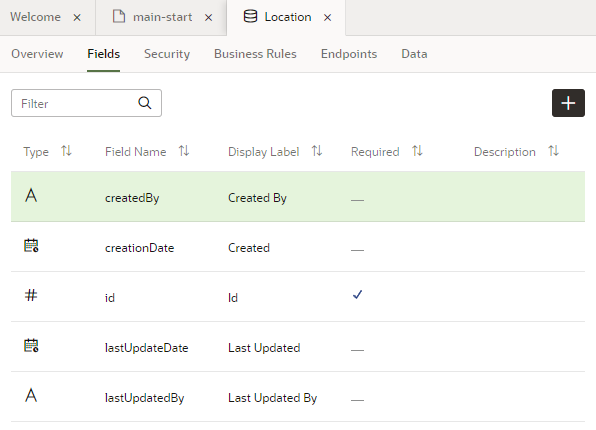 Welcome × main-start × Location ×
Overview Fields Security Business Rules Endpoints Data
Filter
Type Field Name Display Label Required Description
A createdBy Created By —
creationDate Created —
# id Id ✓
lastUpdateDate Last Updated —
A lastUpdatedBy Last Updated By —